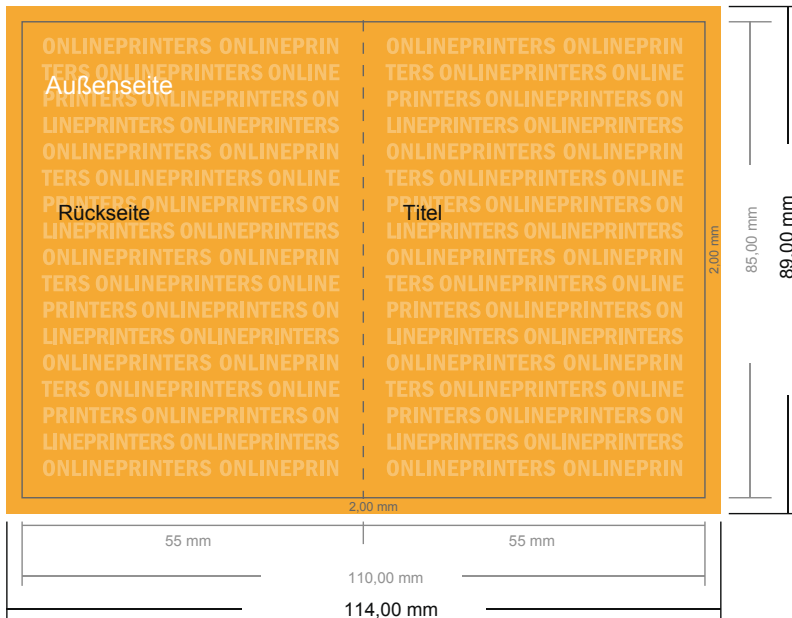 ONLINEPRINTERS ONLINEPRIN
TERS ONLINEPRINTERS ONLINE
PRINTERS ONLINEPRINTERS ON
LINEPRINTERS ONLINEPRINTERS
ONLINEPRINTERS ONLINEPRIN
TERS ONLINEPRINTERS ONLINE
PRINTERS ONLINEPRINTERS ON
LINEPRINTERS ONLINEPRINTERS
ONLINEPRINTERS ONLINEPRIN
TERS ONLINEPRINTERS ONLINE
PRINTERS ONLINEPRINTERS ON
LINEPRINTERS ONLINEPRINTERS
ONLINEPRINTERS ONLINEPRIN
TERS ONLINEPRINTERS ONLINE
PRINTERS ONLINEPRINTERS ON
LINEPRINTERS ONLINEPRINTERS
ONLINEPRINTERS ONLINEPRIN
Außenseite
Rückseite
ONLINEPRINTERS ONLINEPRIN
TERS ONLINEPRINTERS ONLINE
PRINTERS ONLINEPRINTERS ON
LINEPRINTERS ONLINEPRINTERS
ONLINEPRINTERS ONLINEPRIN
TERS ONLINEPRINTERS ONLINE
PRINTERS ONLINEPRINTERS ON
LINEPRINTERS ONLINEPRINTERS
ONLINEPRINTERS ONLINEPRIN
TERS ONLINEPRINTERS ONLINE
PRINTERS ONLINEPRINTERS ON
LINEPRINTERS ONLINEPRINTERS
ONLINEPRINTERS ONLINEPRIN
TERS ONLINEPRINTERS ONLINE
PRINTERS ONLINEPRINTERS ON
LINEPRINTERS ONLINEPRINTERS
ONLINEPRINTERS ONLINEPRIN
Titel
2,00 mm
85,00 mm
89,00 mm
2,00 mm
55 mm
55 mm
110,00 mm
114,00 mm